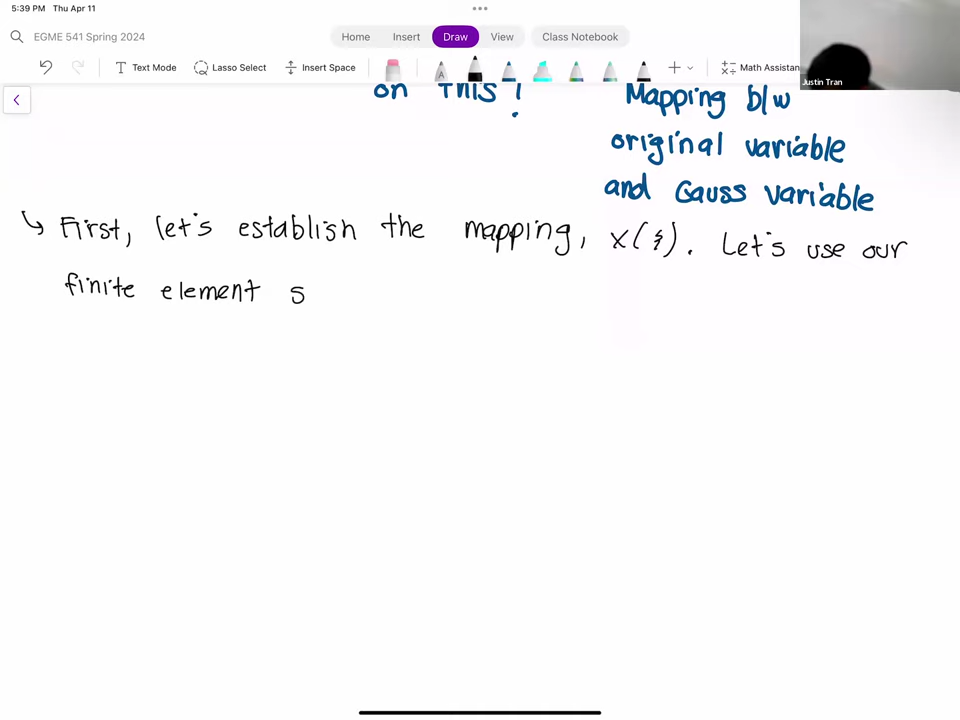 5:39 PM Thu Apr 11
EGME 541 Spring 2024
Home Insert Draw View Class Notebook
Text Mode Lasso Select Insert Space Math Assistan
Justin Tran
on this!
Mapping b/w
original variable
and Gauss variable
↳ First, let's establish the mapping, x(ξ). Let's use our
finite element s